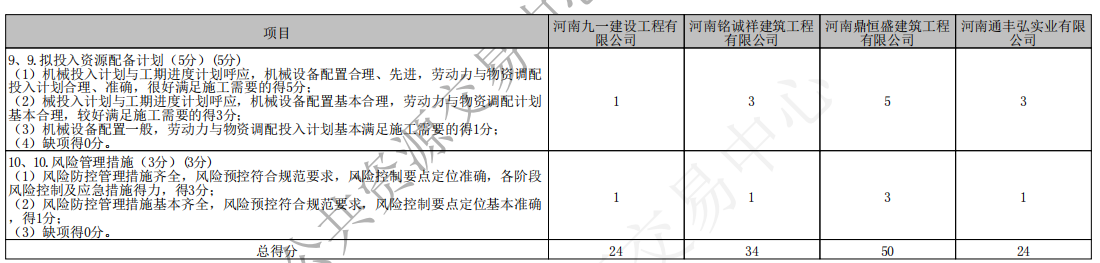 项目
河南九一建设工程有
限公司
河南铭诚祥建筑工程
有限公司
河南鼎恒盛建筑工程
有限公司
河南通丰弘实业有限
公司
9、9.拟投入资源配备计划（5分）(5分)
（1）机械投入计划与工期进度计划呼应，机械设备配置合理、先进，劳动力与物资调配
投入计划合理、准确，很好满足施工需要的得5分；
（2）械投入计划与工期进度计划呼应，机械设备配置基本合理，劳动力与物资调配计划
基本合理，较好满足施工需要的得3分；
（3）机械设备配置一般，劳动力与物资调配投入计划基本满足施工需要的得1分；
（4）缺项得0分。
1
3
5
3
10、10.风险管理措施（3分）(3分)
（1）风险防控管理措施齐全，风险预控符合规范要求，风险控制要点定位准确，各阶段
风险控制及应急措施得力，得3分；
（2）风险防控管理措施基本齐全，风险预控符合规范要求，风险控制要点定位基本准确
，得1分；
（3）缺项得0分。
1
1
3
1
总得分
24
34
50
24
公共资源交易中心
交易中心